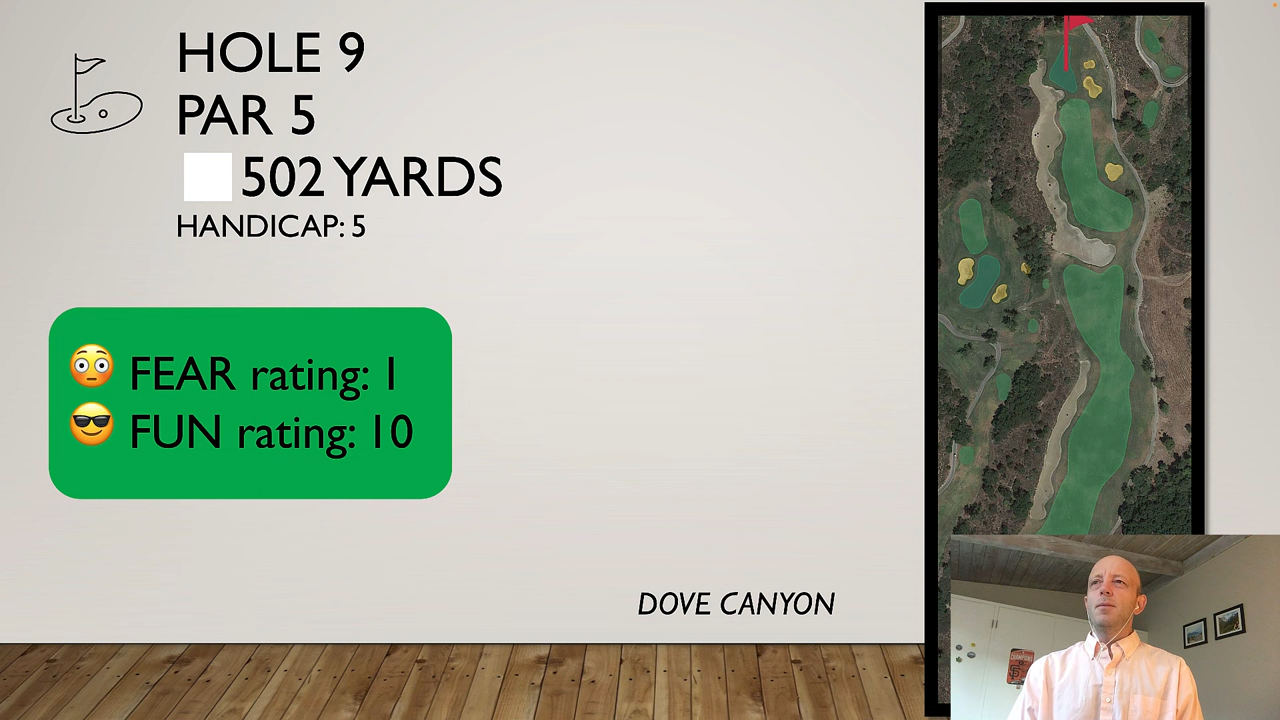 HOLE 9
PAR 5
502 YARDS
HANDICAP: 5
FEAR rating: 1
FUN rating: 10
DOVE CANYON